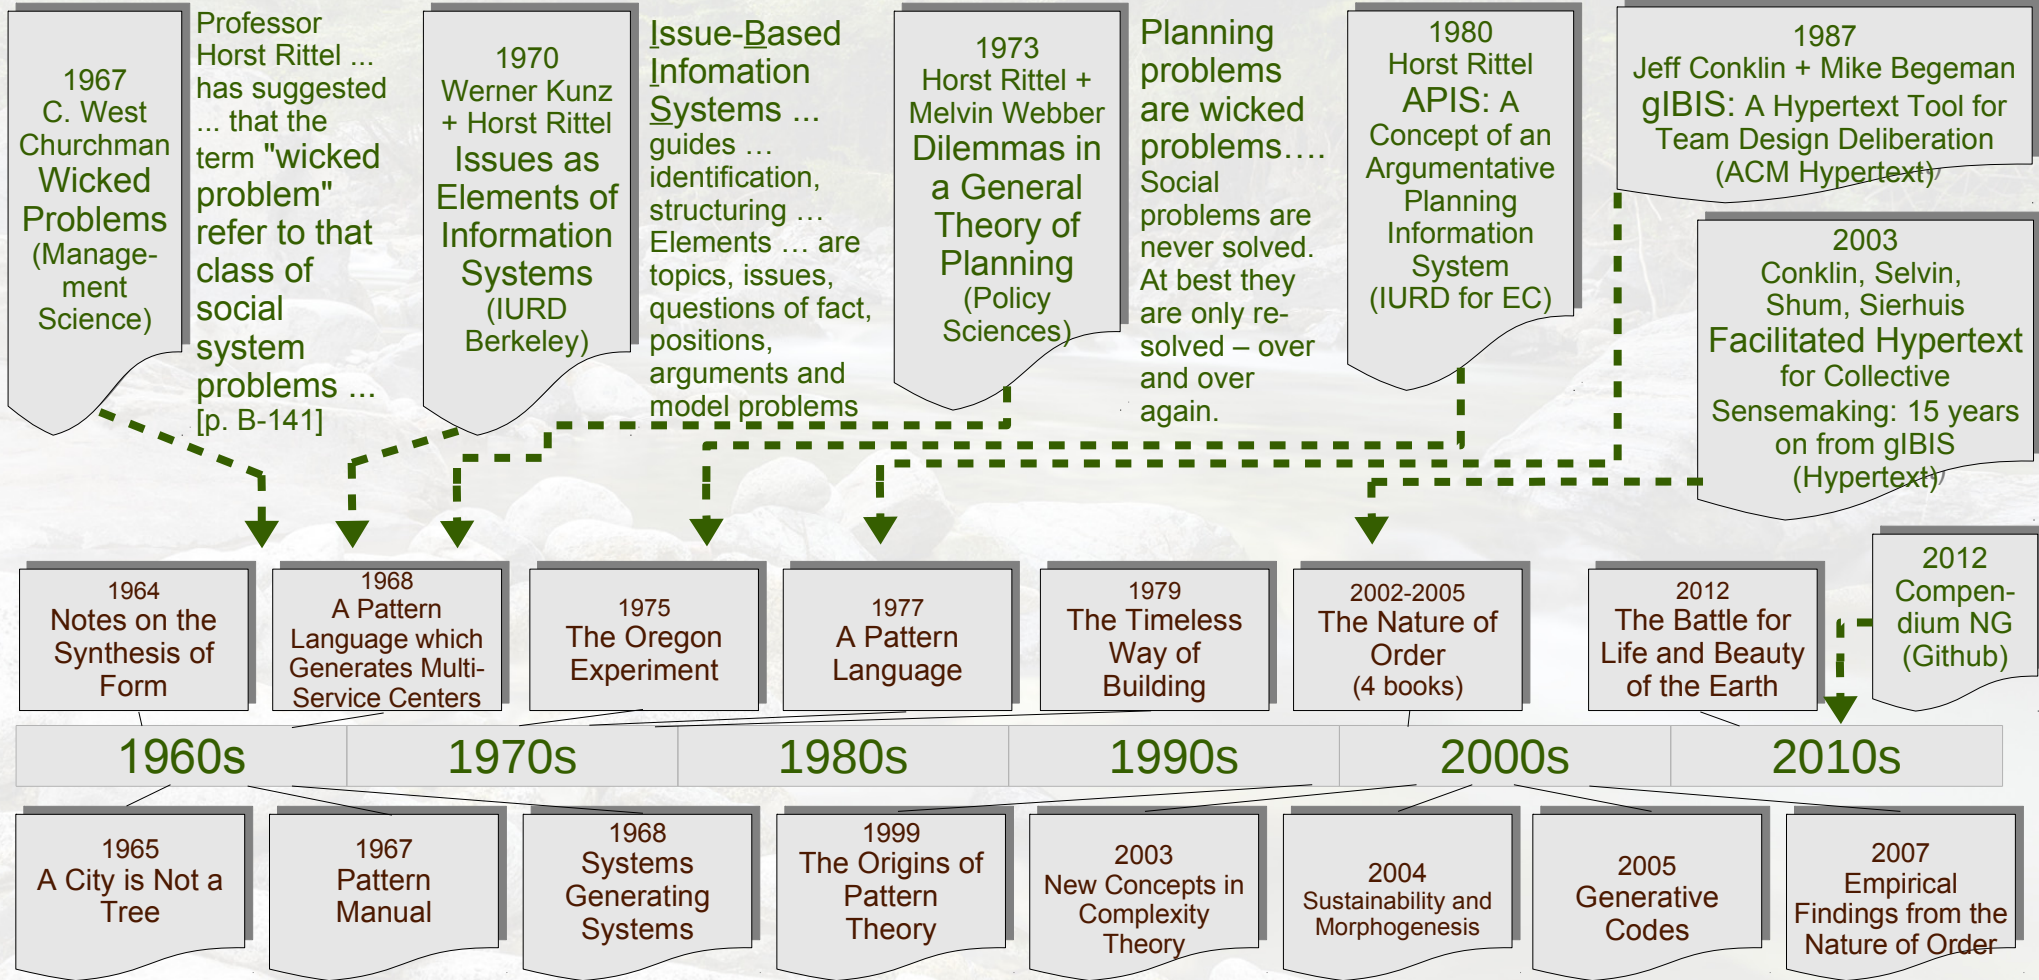 1967
C. West
Churchman
Wicked
Problems
(Manage-
ment
Science)
Professor
Horst Rittel ...
has suggested
... that the
term "wicked
problem"
refer to that
class of
social
system
problems ...
[p. B-141]
1970
Werner Kunz
+ Horst Rittel
Issues as
Elements of
Information
Systems
(IURD
Berkeley)
Issue-Based
Infomation
Systems ...
guides ...
identification,
structuring ...
Elements ... are
topics, issues,
questions of fact,
positions,
arguments and
model problems
1973
Horst Rittel +
Melvin Webber
Dilemmas in
a General
Theory of
Planning
(Policy
Sciences)
Planning
problems
are wicked
problems....
Social
problems are
never solved.
At best they
are only re-
solved – over
and over
again.
1980
Horst Rittel
APIS: A
Concept of an
Argumentative
Planning
Information
System
(IURD for EC)
1987
Jeff Conklin + Mike Begeman
gIBIS: A Hypertext Tool for
Team Design Deliberation
(ACM Hypertext)
2003
Conklin, Selvin,
Shum, Sierhuis
Facilitated Hypertext
for Collective
Sensemaking: 15 years
on from gIBIS
(Hypertext)
2012
Compen-
dium NG
(Github)
1964
Notes on the
Synthesis of
Form
1968
A Pattern
Language which
Generates Multi-
Service Centers
1975
The Oregon
Experiment
1977
A Pattern
Language
1979
The Timeless
Way of
Building
2002-2005
The Nature of
Order
(4 books)
2012
The Battle for
Life and Beauty
of the Earth
1960s
1970s
1980s
1990s
2000s
2010s
1965
A City is Not a
Tree
1967
Pattern
Manual
1968
Systems
Generating
Systems
1999
The Origins of
Pattern
Theory
2003
New Concepts in
Complexity
Theory
2004
Sustainability and
Morphogenesis
2005
Generative
Codes
2007
Empirical
Findings from the
Nature of Order